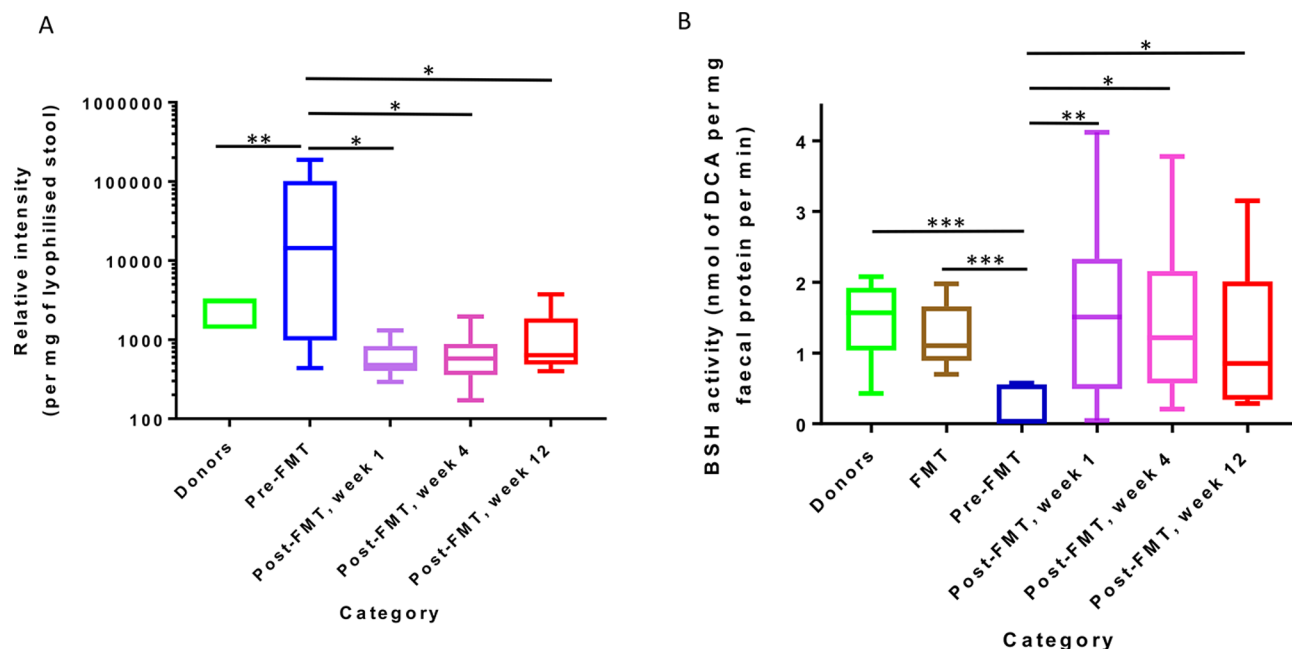 A
Relative intensity
(per mg of lyophilised stool)
1000000
100000
10000
1000
100
**
*
*
*
Donors
Pre-FMT
Post-FMT, week 1
Post-FMT, week 4
Post-FMT, week 12
Category
B
BSH activity (nmol of DCA per mg
faecal protein per min)
4
3
2
1
0
***
***
**
*
*
Donors
FMT
Pre-FMT
Post-FMT, week 1
Post-FMT, week 4
Post-FMT, week 12
Category